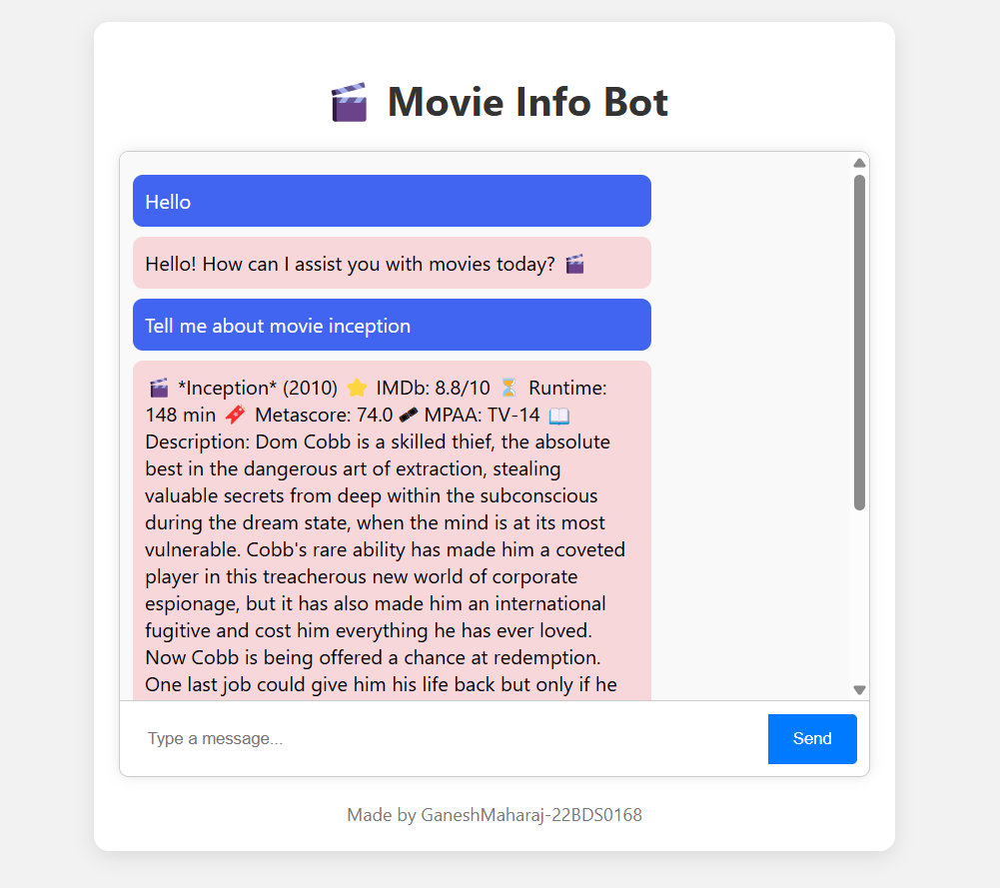 🎬 Movie Info Bot
Hello
Hello! How can I assist you with movies today? 🎬
Tell me about movie inception
🎬 *Inception* (2010) ⭐ IMDb: 8.8/10 ⏳ Runtime:
148 min 🔖 Metascore: 74.0 🎟 MPAA: TV-14 📖
Description: Dom Cobb is a skilled thief, the absolute
best in the dangerous art of extraction, stealing
valuable secrets from deep within the subconscious
during the dream state, when the mind is at its most
vulnerable. Cobb's rare ability has made him a coveted
player in this treacherous new world of corporate
espionage, but it has also made him an international
fugitive and cost him everything he has ever loved.
Now Cobb is being offered a chance at redemption.
One last job could give him his life back but only if he
Type a message...
Send
Made by GaneshMaharaj-22BDS0168